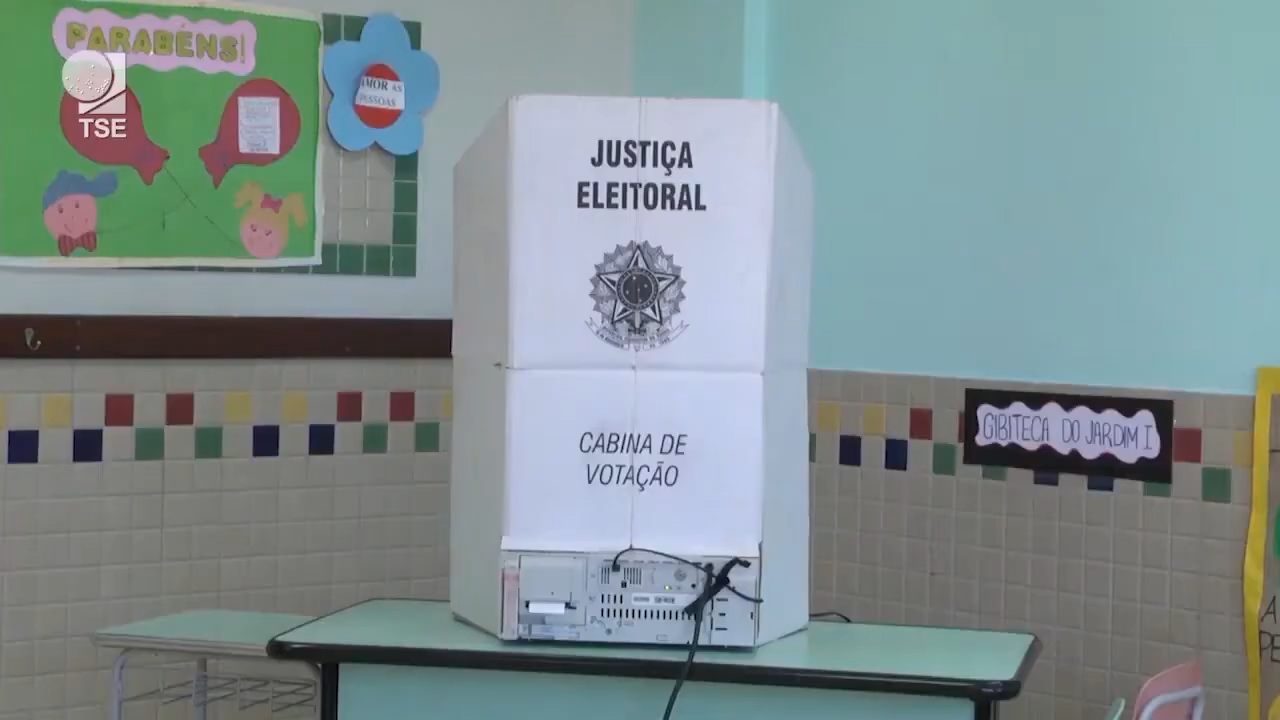 PARABÉNS!
TSE
AMOR AS
PESSOAS
JUSTIÇA
ELEITORAL
CABINA DE
VOTAÇÃO
GIBITECA DO JARDIM I